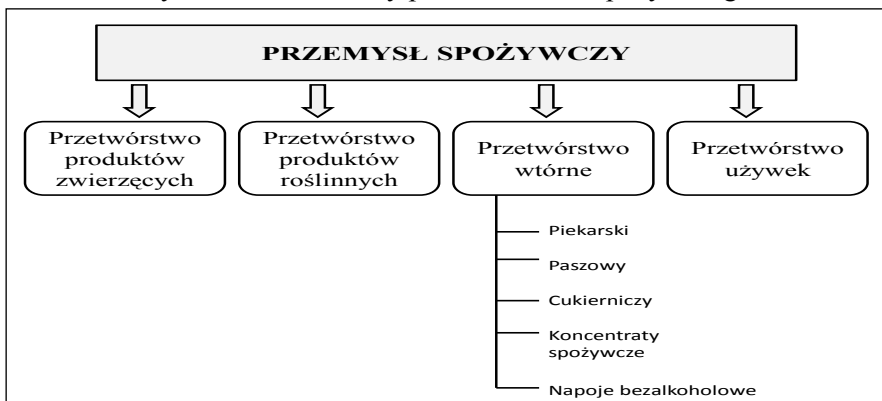 PRZEMYSŁ SPOŻYWCZY
Przetwórstwo
produktów
zwierzęcych
Przetwórstwo
produktów
roślinnych
Przetwórstwo
wtórne
Przetwórstwo
używek
Piekarski
Paszowy
Cukierniczy
Koncentraty
spożywcze
Napoje bezalkoholowe